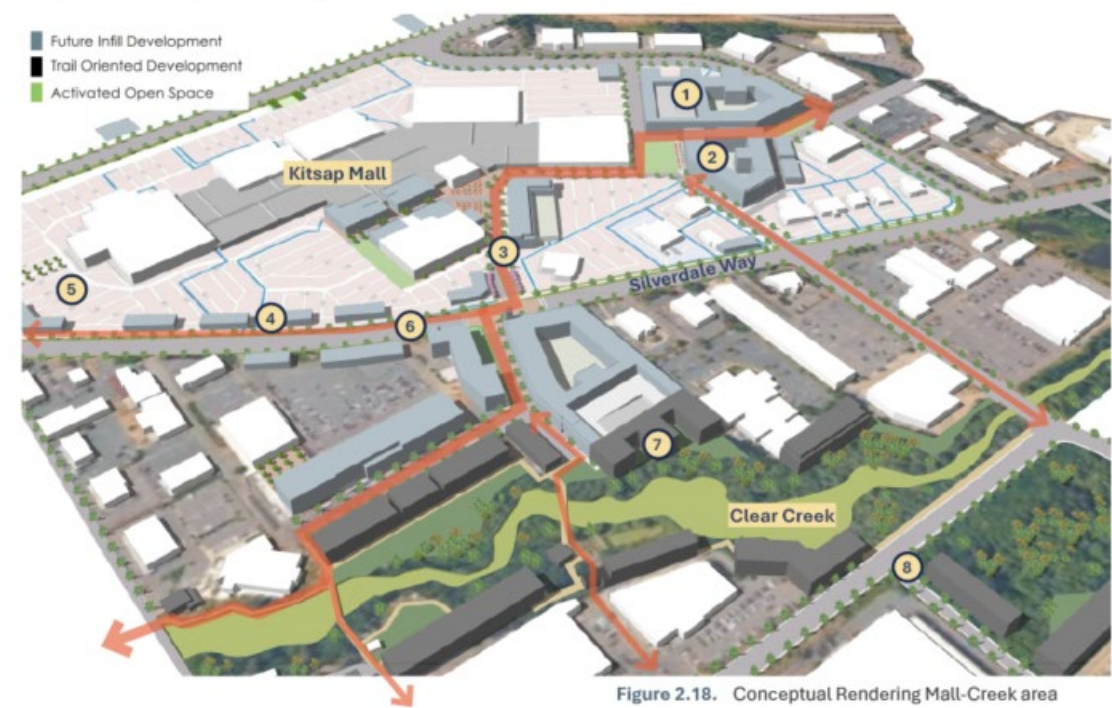 Future Infill Development
Trail Oriented Development
Activated Open Space
1
2
Kitsap Mall
3
Silverdale Way
5
4
6
7
Clear Creek
8
Figure 2.18. Conceptual Rendering Mall-Creek area